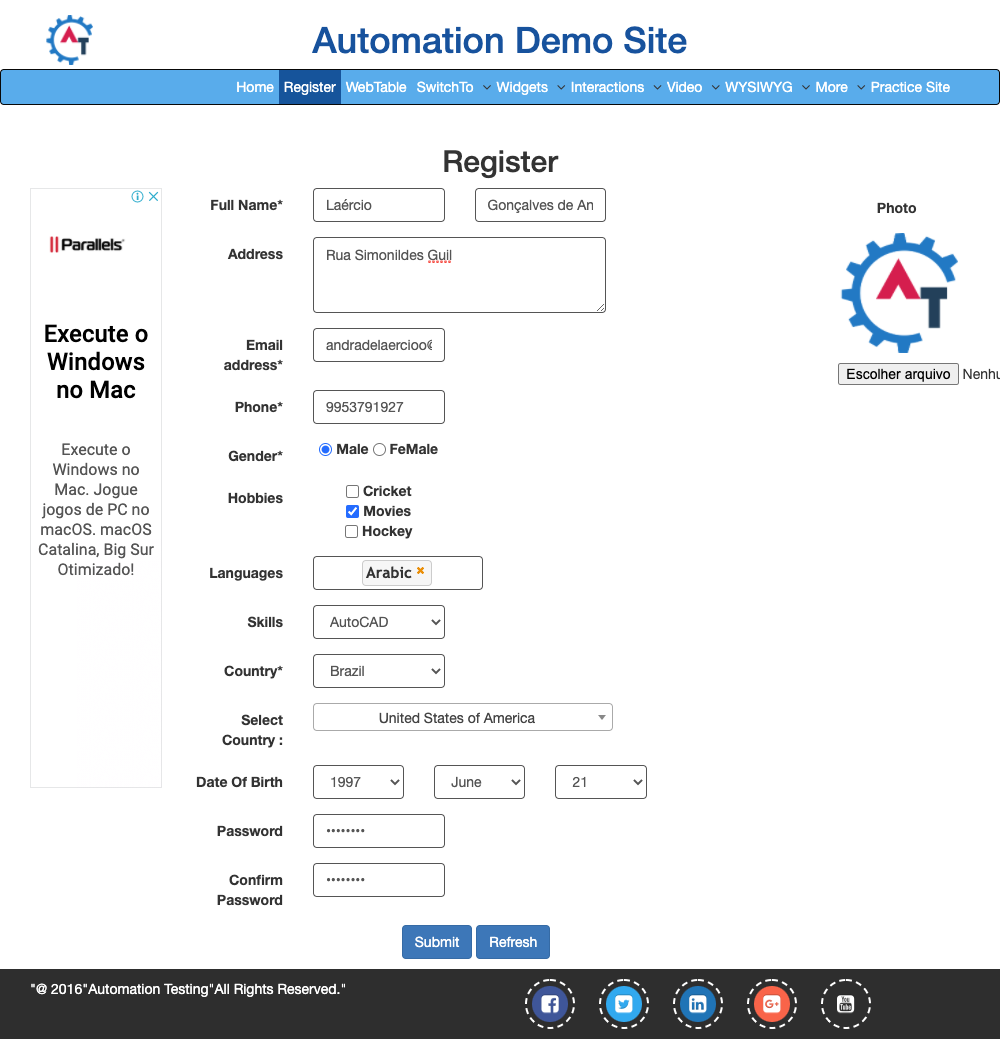 Automation Demo Site
Home Register WebTable SwitchTo Widgets Interactions Video WYSIWYG More Practice Site
Register
Parallels
Execute o
Windows
no Mac
Execute o
Windows no
Mac. Jogue
jogos de PC no
macOS. macOS
Catalina, Big Sur
Otimizado!
Full Name* Laércio Gonçalves de An
Address Rua Simonildes Guil
Email
address* andradelaercioo@
Phone* 9953791927
Gender* Male FeMale
Hobbies Cricket
Movies
Hockey
Languages Arabic
Skills AutoCAD
Country* Brazil
Select
Country : United States of America
Date Of Birth 1997 June 21
Password ••••••••
Confirm
Password ••••••••
Submit Refresh
Photo
AT
Escolher arquivo Nenhu
"@ 2016"Automation Testing"All Rights Reserved."